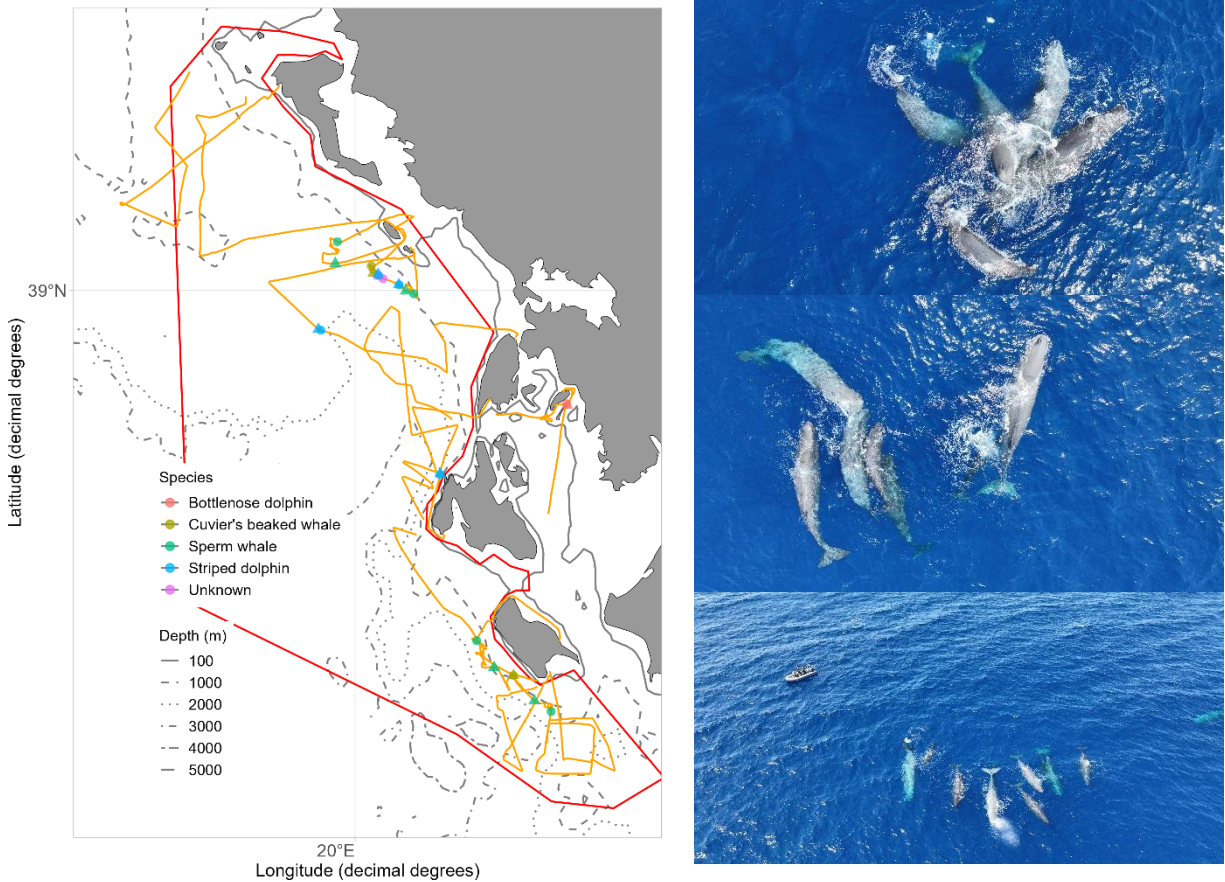 39°N
Latitude (decimal degrees)
Species
Bottlenose dolphin
Cuvier's beaked whale
Sperm whale
Striped dolphin
Unknown
Depth (m)
100
1000
2000
3000
4000
5000
20°E
Longitude (decimal degrees)